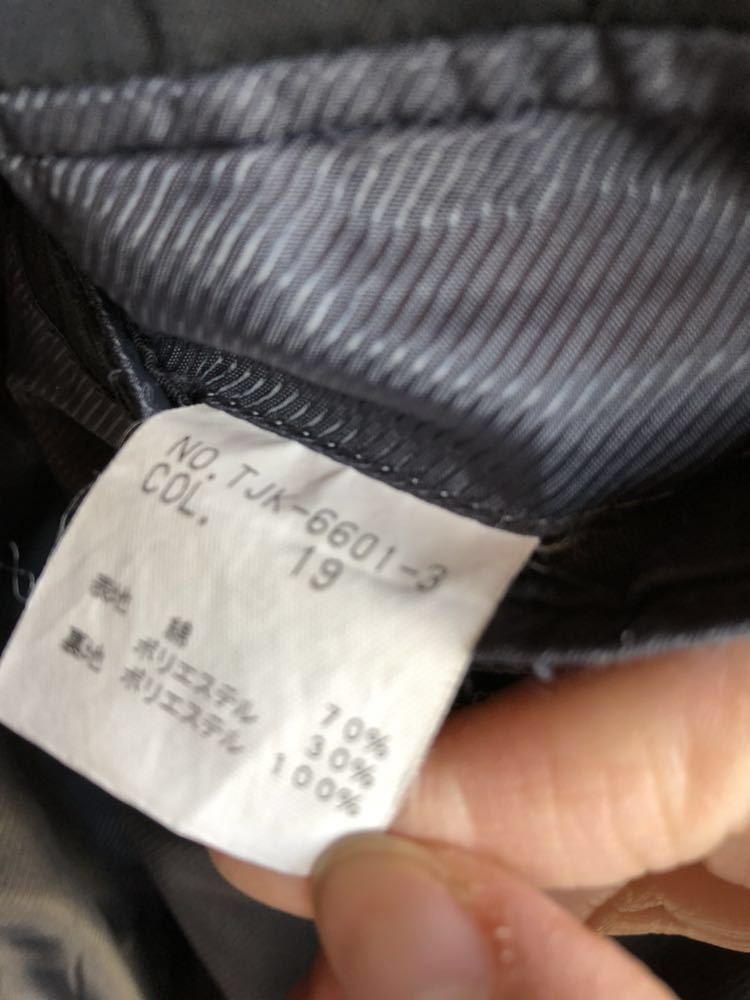 NO. TJK-6601-3
COL. 19
表地 綿 70%
ポリエステル 30%
裏地 ポリエステル 100%